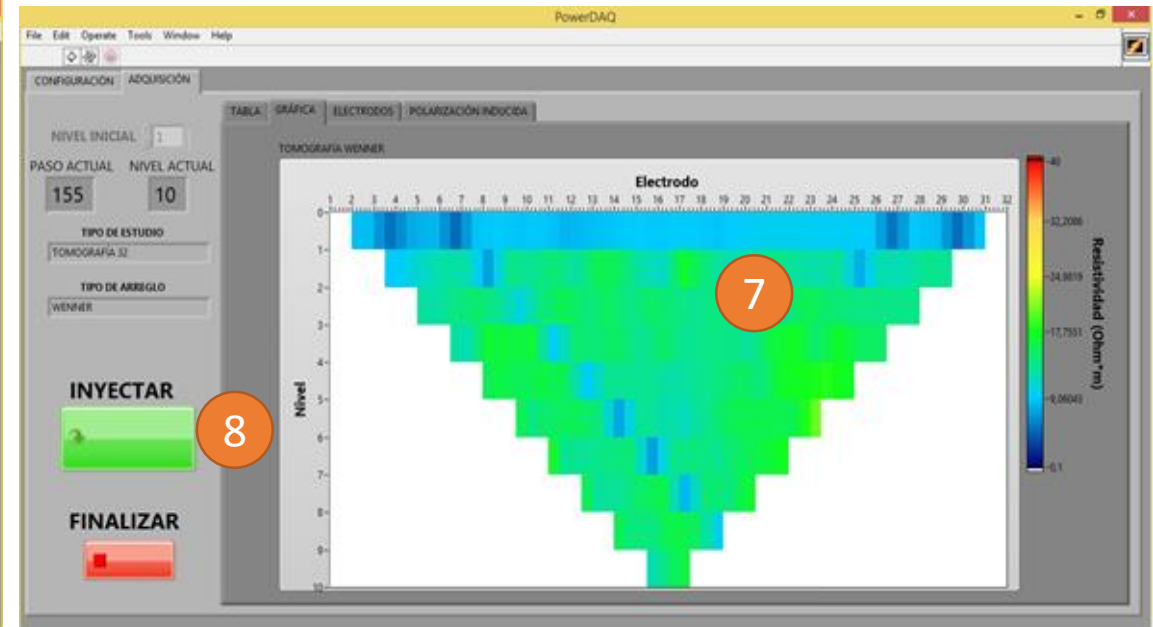 PowerDAQ
File Edit Operate Tools Window Help
CONFIGURACIÓN ADQUISICIÓN
TABLA GRÁFICA ELECTRODOS POLARIZACIÓN INDUCIDA
NIVEL INICIAL 1
PASO ACTUAL NIVEL ACTUAL
155 10
TIPO DE ESTUDIO
TOMOGRAFÍA 32
TIPO DE ARREGLO
WENNER
INYECTAR
8
FINALIZAR
TOMOGRAFÍA WENNER
Electrodo
1 2 3 4 5 6 7 8 9 10 11 12 13 14 15 16 17 18 19 20 21 22 23 24 25 26 27 28 29 30 31 32
Nivel
0
1
2
3
4
5
6
7
8
9
10
7
40
32,2086
24,9819
17,7551
9,06043
0,1
Resistividad (Ohm*m)